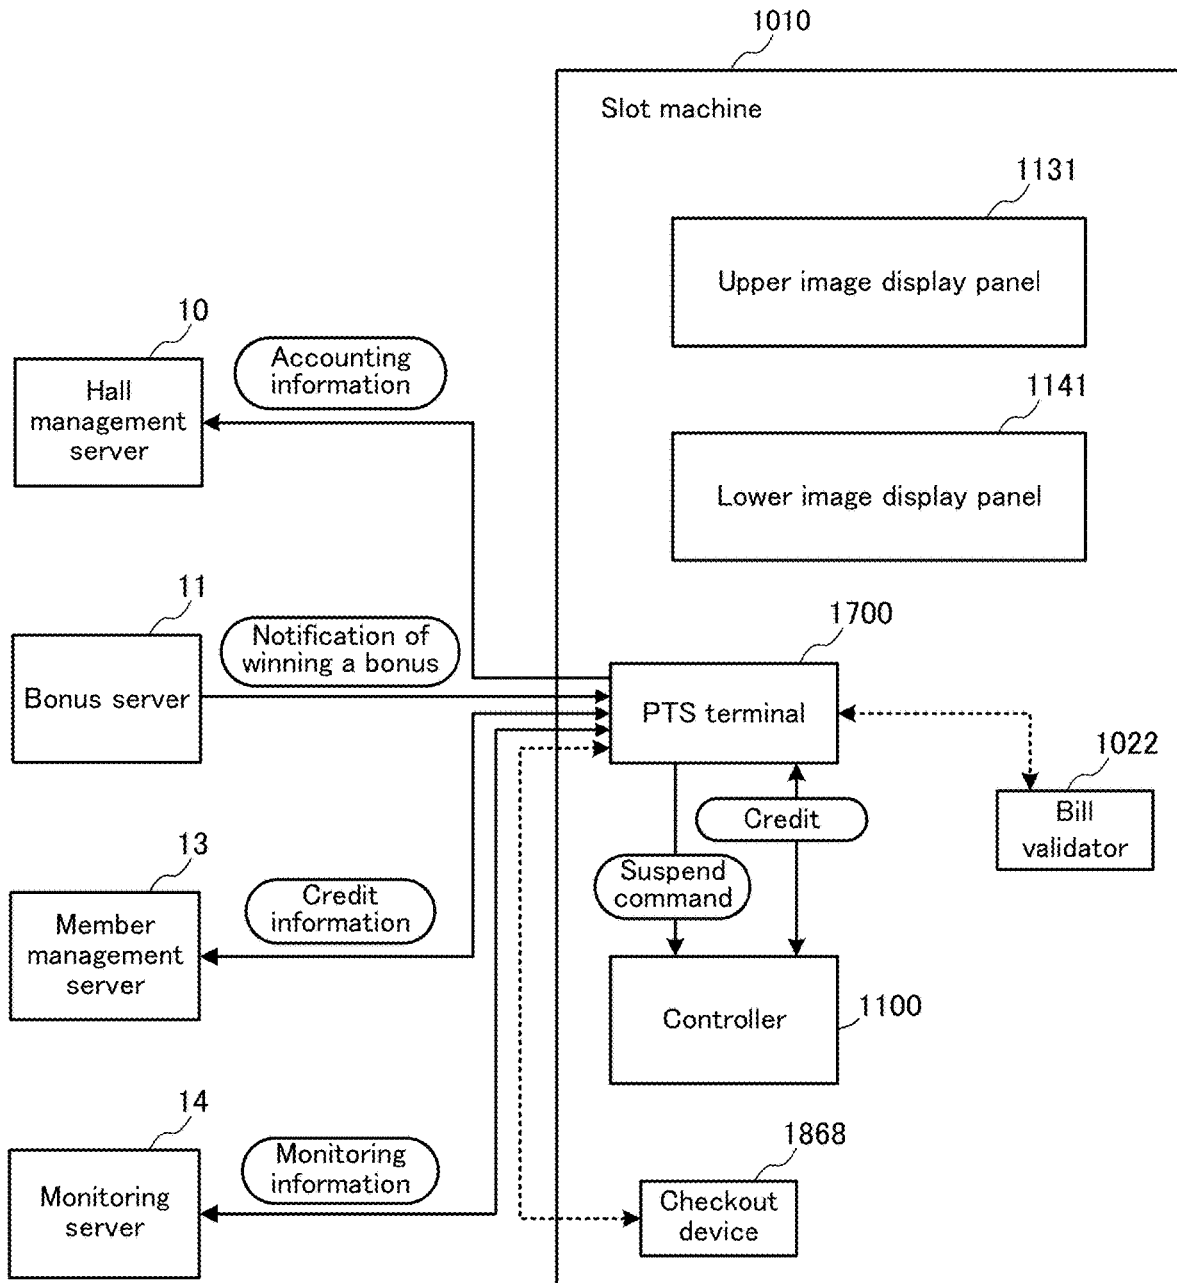 1010
Slot machine
1131
Upper image display panel
10
Hall
management
server
Accounting
information
1141
Lower image display panel
11
Bonus server
Notification of
winning a bonus
1700
PTS terminal
1022
Bill
validator
Credit
Suspend
command
13
Member
management
server
Credit
information
Controller
1100
14
Monitoring
server
Monitoring
information
1868
Checkout
device